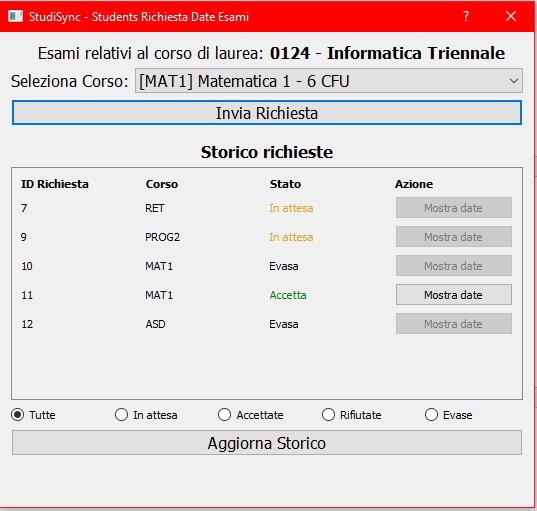 StudiSync - Students Richiesta Date Esami
Esami relativi al corso di laurea: 0124 - Informatica Triennale
Seleziona Corso: [MAT1] Matematica 1 - 6 CFU
Invia Richiesta
Storico richieste
ID Richiesta Corso Stato Azione
7 RET In attesa Mostra date
9 PROG2 In attesa Mostra date
10 MAT1 Evasa Mostra date
11 MAT1 Accetta Mostra date
12 ASD Evasa Mostra date
Tutte In attesa Accettate Rifiutate Evase
Aggiorna Storico